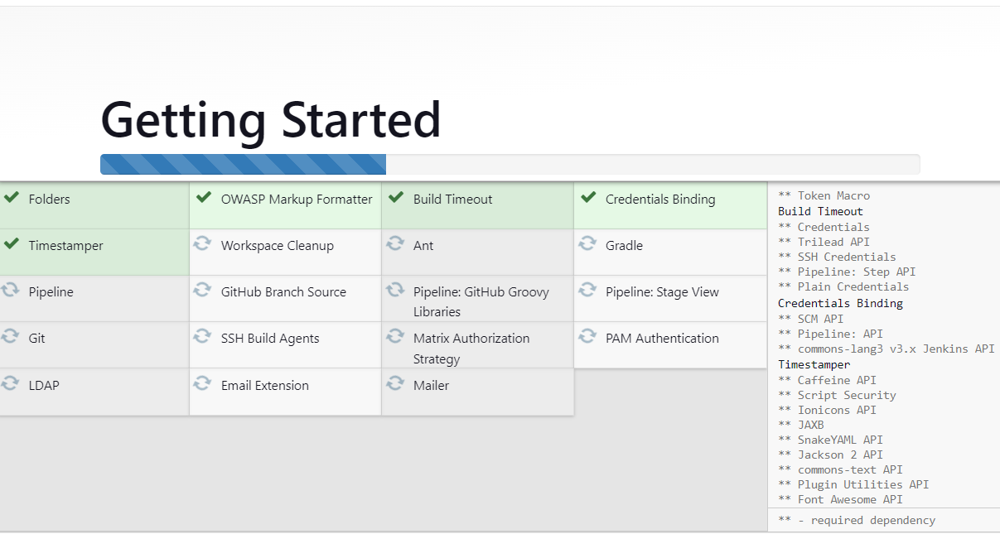 Getting Started
Folders
OWASP Markup Formatter
Build Timeout
Credentials Binding
Timestamper
Workspace Cleanup
Ant
Gradle
Pipeline
GitHub Branch Source
Pipeline: GitHub Groovy
Libraries
Pipeline: Stage View
Git
SSH Build Agents
Matrix Authorization
Strategy
PAM Authentication
LDAP
Email Extension
Mailer
** Token Macro
Build Timeout
** Credentials
** Trilead API
** SSH Credentials
** Pipeline: Step API
** Plain Credentials
Credentials Binding
** SCM API
** Pipeline: API
** commons-lang3 v3.x Jenkins API
Timestamper
** Caffeine API
** Script Security
** Ionicons API
** JAXB
** SnakeYAML API
** Jackson 2 API
** commons-text API
** Plugin Utilities API
** Font Awesome API
** - required dependency